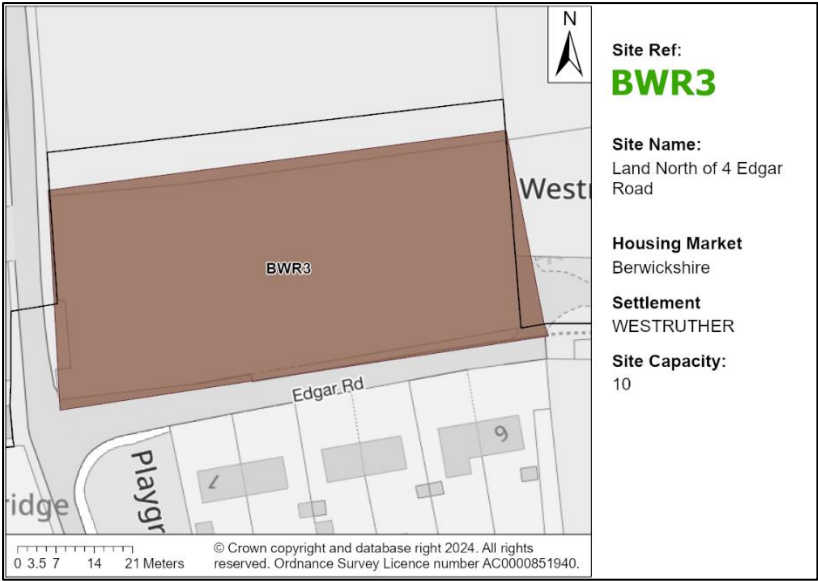 N
Westr
BWR3
Edgar Rd
6
Playgr
ridge
0 3.5 7 14 21 Meters
© Crown copyright and database right 2024. All rights
reserved. Ordnance Survey Licence number AC0000851940.
Site Ref:
BWR3
Site Name:
Land North of 4 Edgar
Road
Housing Market
Berwickshire
Settlement
WESTRUTHER
Site Capacity:
10